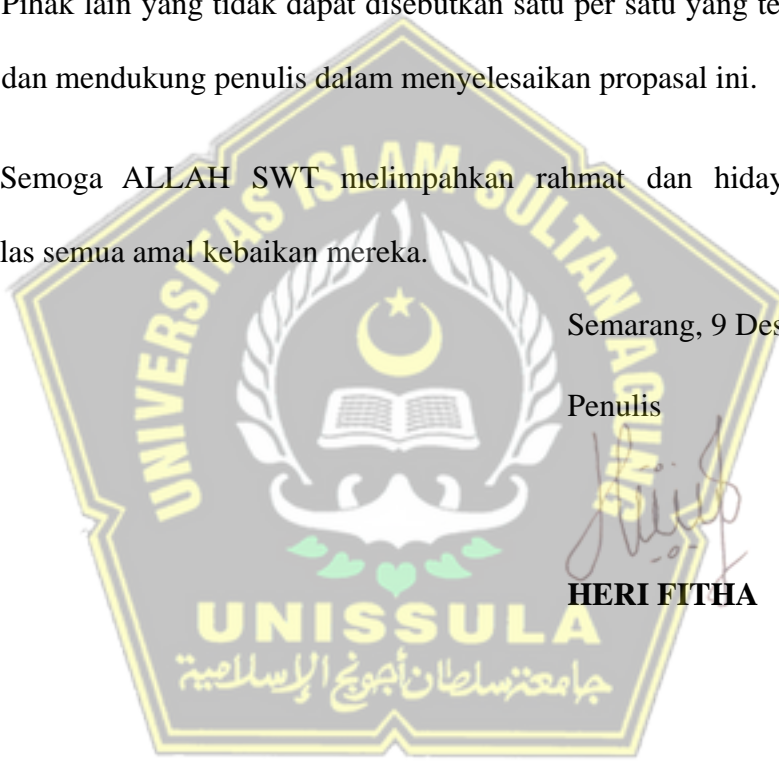 Pihak lain yang tidak dapat disebutkan satu per satu yang te
dan mendukung penulis dalam menyelesaikan propasal ini.
Semoga ALLAH SWT melimpahkan rahmat dan hiday
las semua amal kebaikan mereka.
Semarang, 9 Des
Penulis
HERI FITHA
UNIVERSITAS ISLAM SULTAN AGUNG
UNISSULA
جامعتنسلطان أجونج الإسلامية